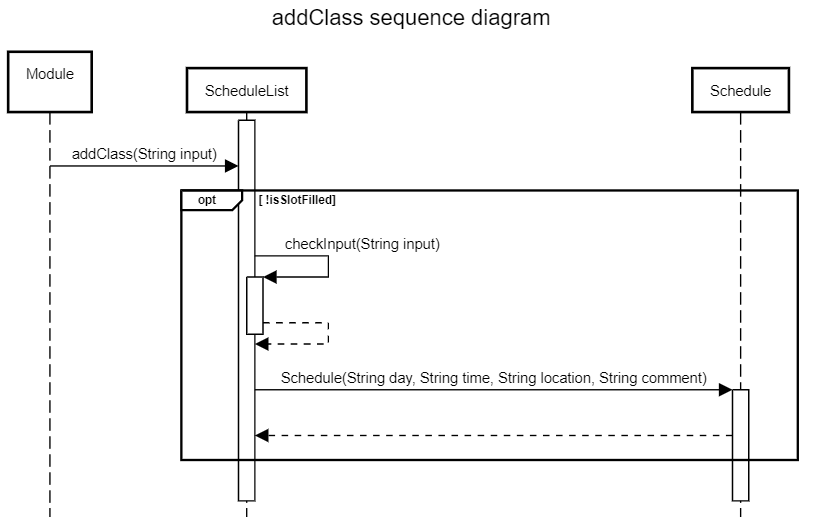 addClass sequence diagram
Module
ScheduleList
Schedule
addClass(String input)
opt
[ !isSlotFilled]
checkInput(String input)
Schedule(String day, String time, String location, String comment)